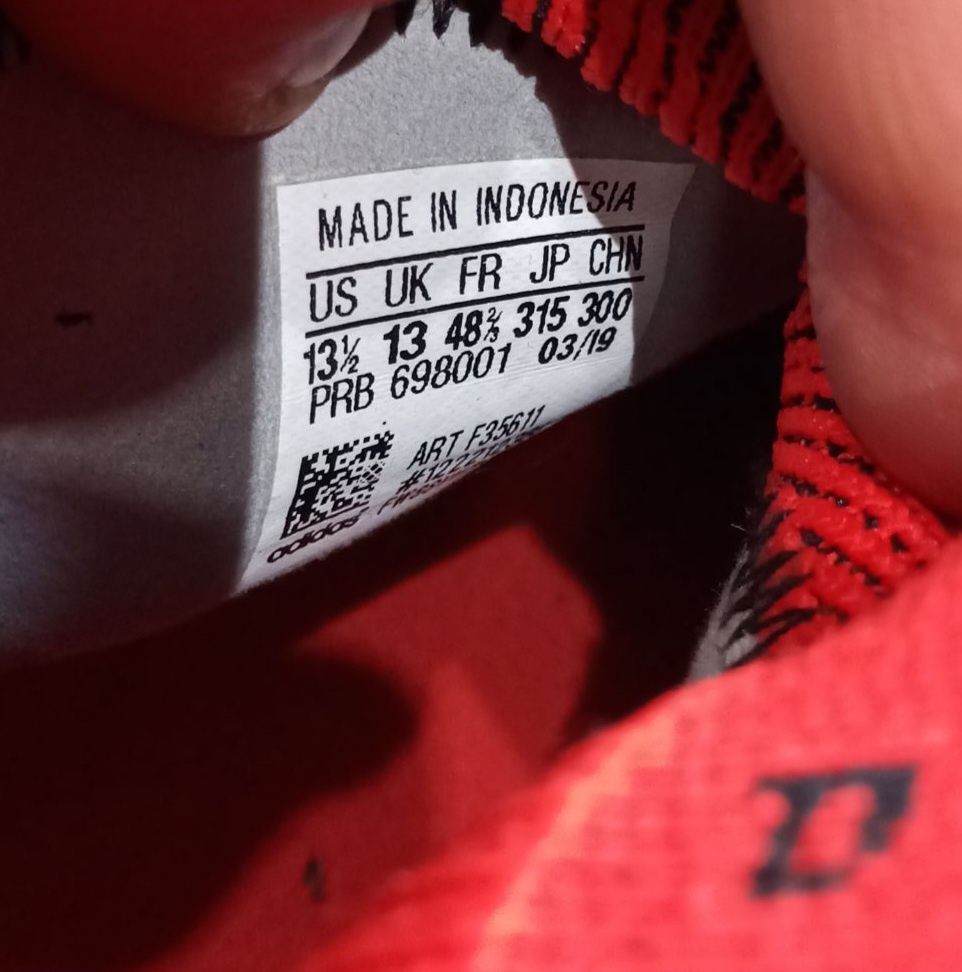 MADE IN INDONESIA
US UK FR JP CHN
13½ 13 48⅔ 315 300
PRB 698001 03/19
ART F35611
adidas